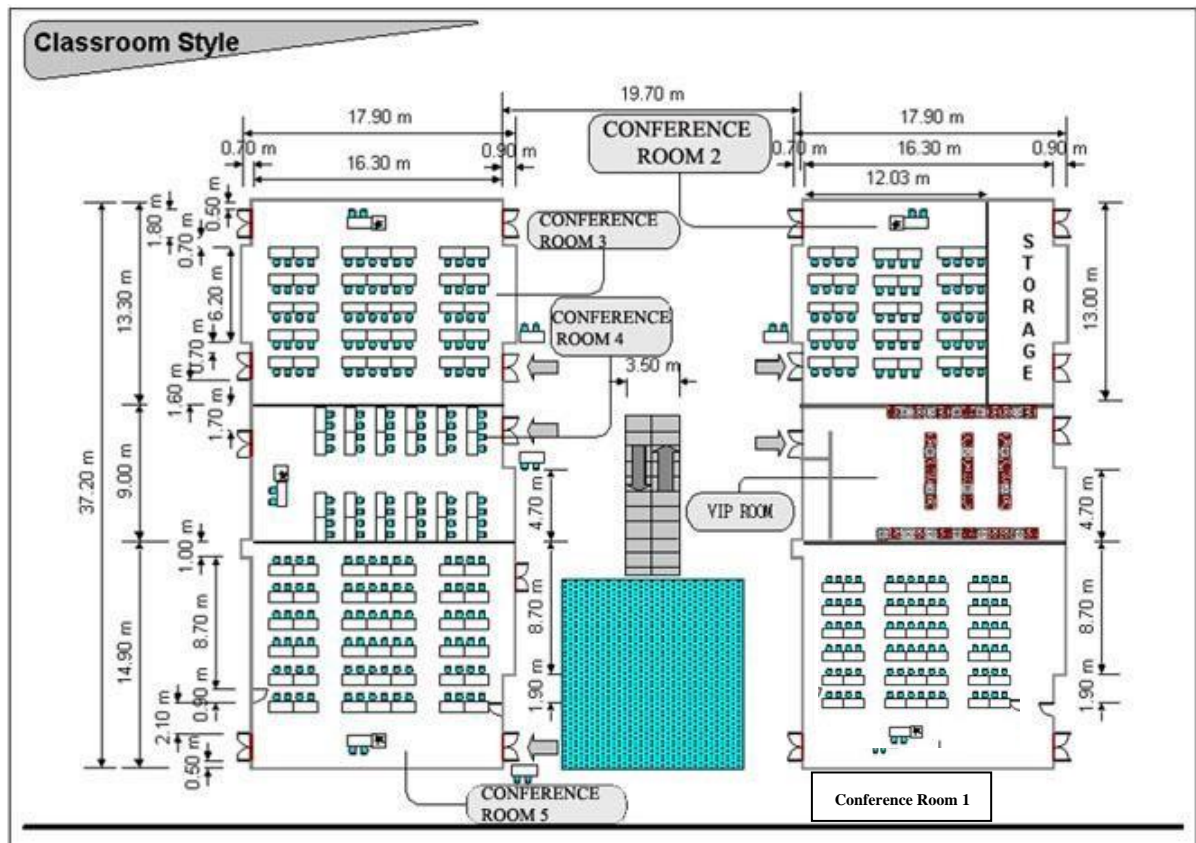 Classroom Style
19.70 m
17.90 m
17.90 m
CONFERENCE
ROOM 2
0.70 m
16.30 m
0.90 m
0.70 m
16.30 m
0.90 m
12.03 m
0.50 m
1.80 m
0.70 m
6.20 m
0.70 m
1.60 m
1.70 m
13.30 m
9.00 m
37.20 m
14.90 m
1.00 m
8.70 m
0.90 m
2.10 m
0.50 m
CONFERENCE
ROOM 3
CONFERENCE
ROOM 4
3.50 m
STORAGE
13.00 m
VIP ROOM
4.70 m
8.70 m
1.90 m
4.70 m
8.70 m
1.90 m
CONFERENCE
ROOM 5
Conference Room 1